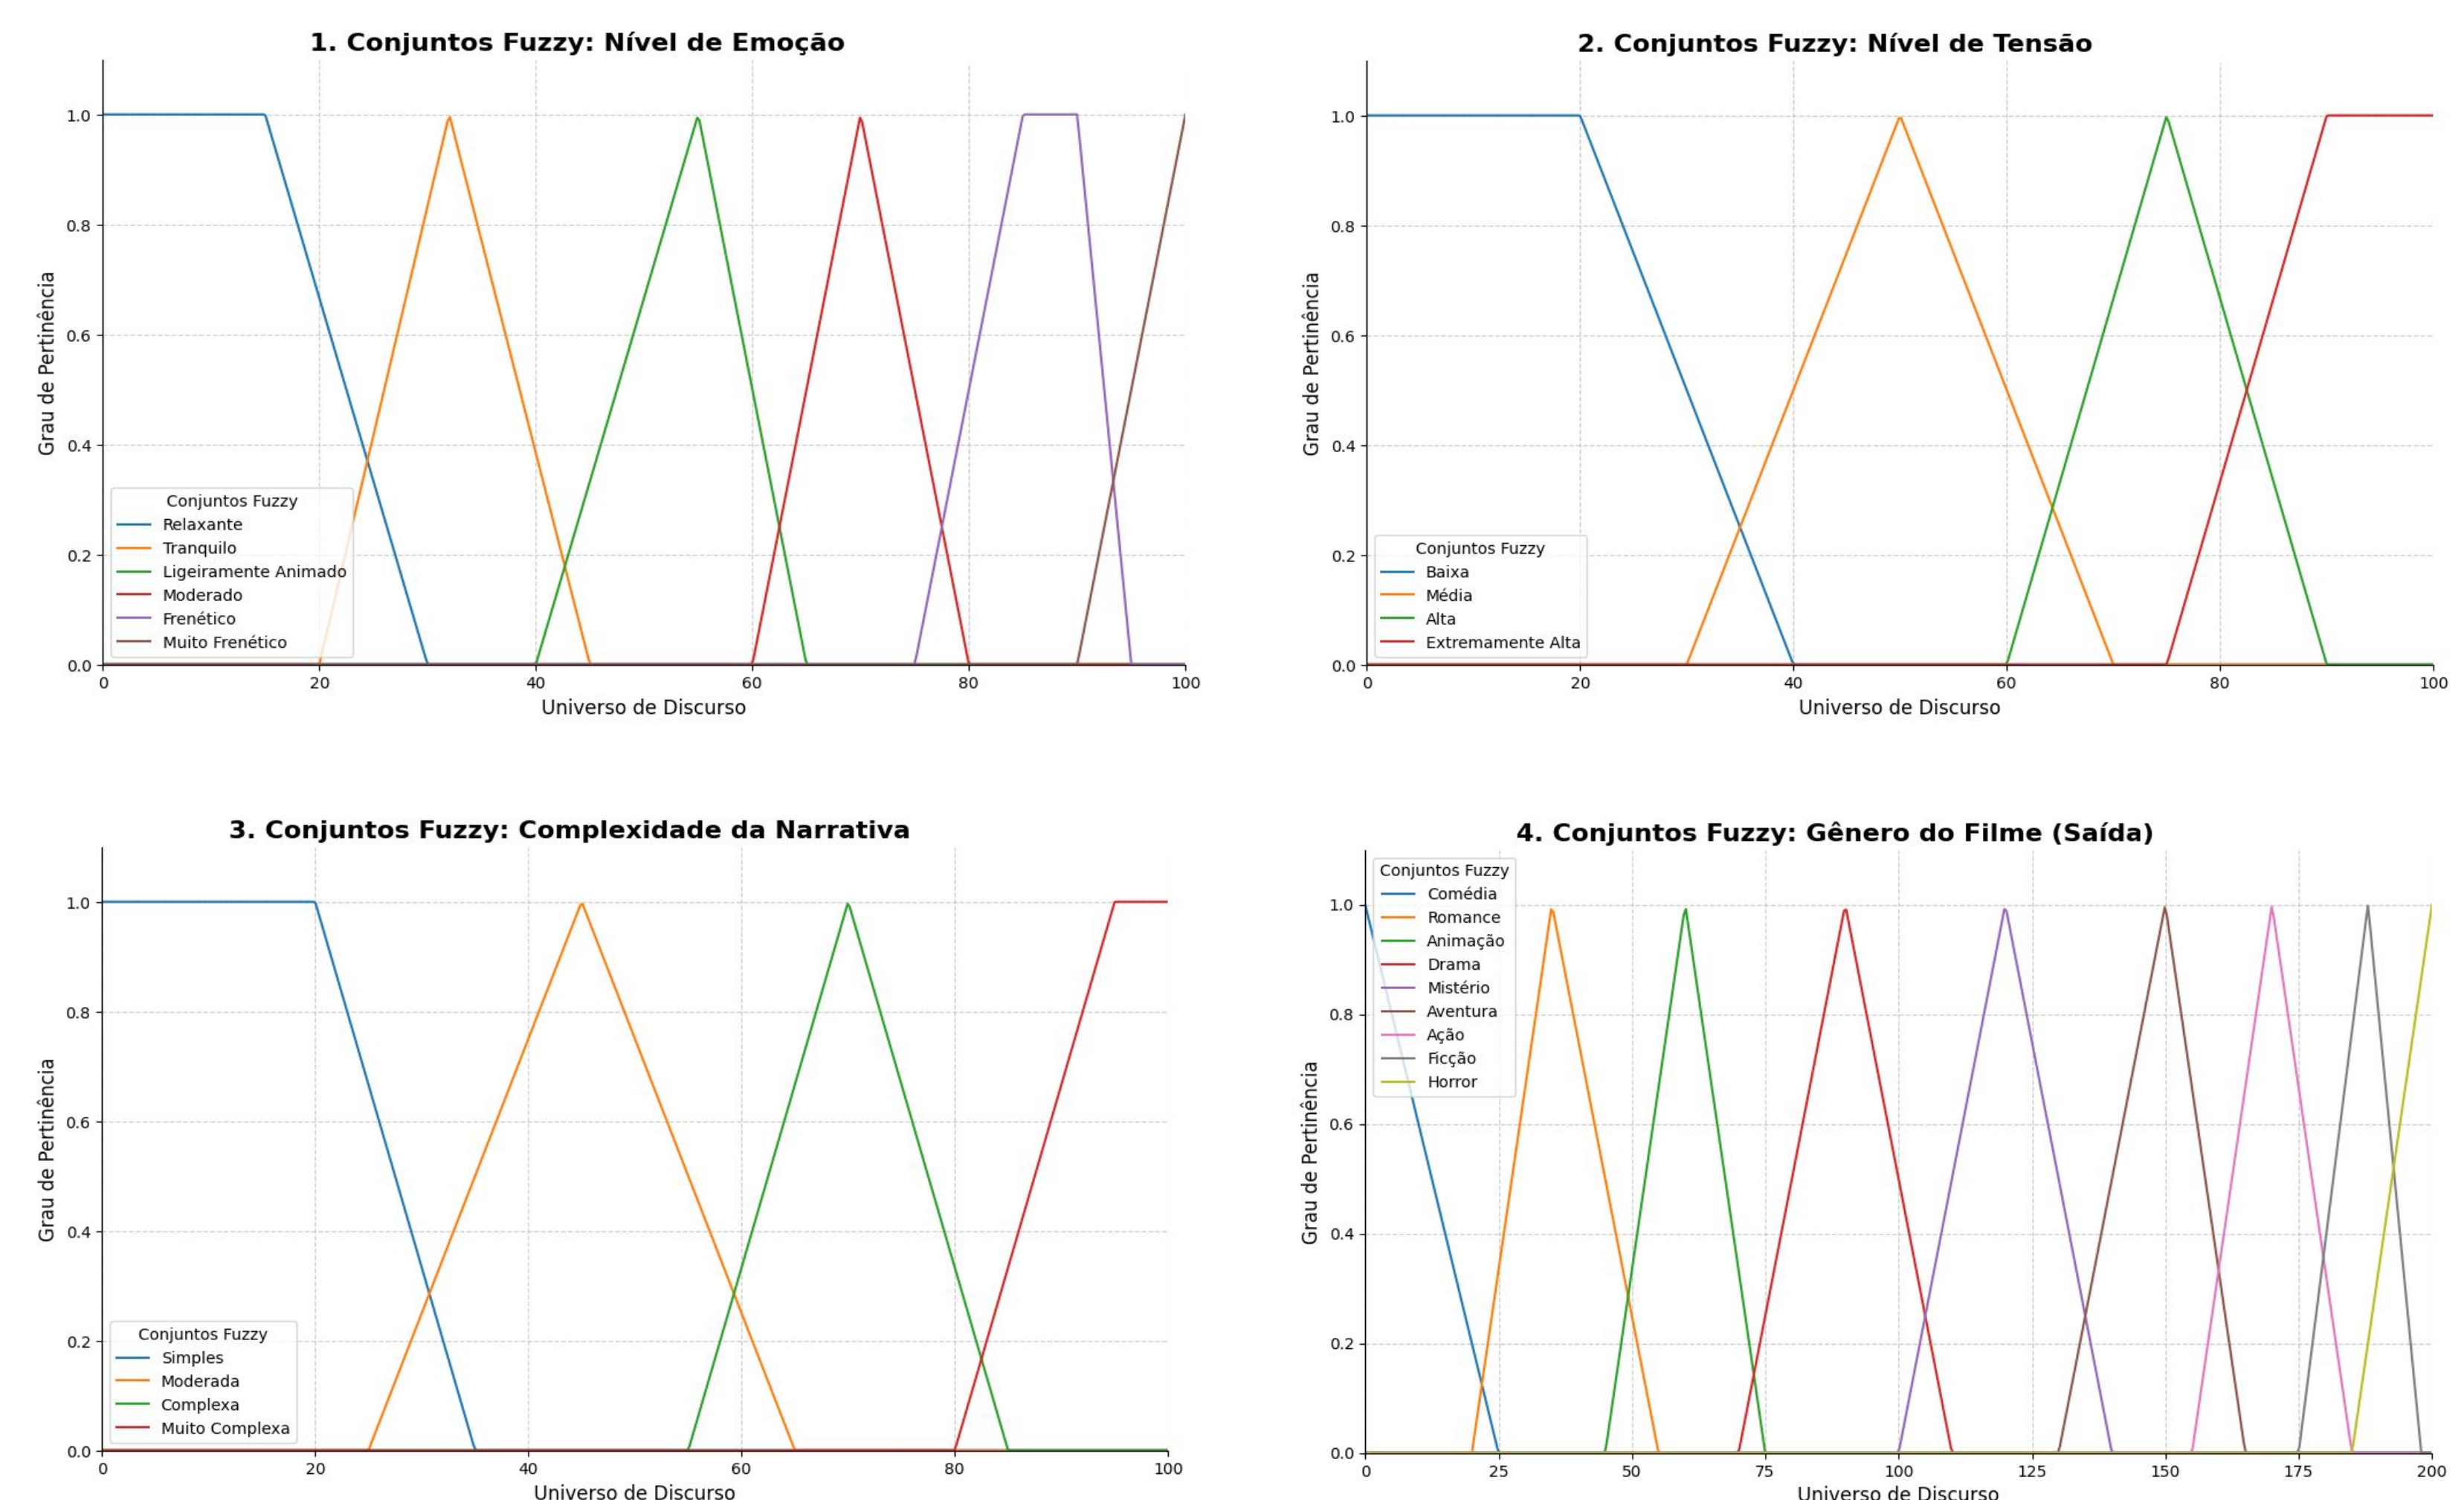 1. Conjuntos Fuzzy: Nível de Emoção
1.0
0.8
0.6
0.4
0.2
0.0
Grau de Pertinência
Conjuntos Fuzzy
Relaxante
Tranquilo
Ligeiramente Animado
Moderado
Frenético
Muito Frenético
0 20 40 60 80 100
Universo de Discurso
2. Conjuntos Fuzzy: Nível de Tensão
1.0
0.8
0.6
0.4
0.2
0.0
Grau de Pertinência
Conjuntos Fuzzy
Baixa
Média
Alta
Extremamente Alta
0 20 40 60 80 100
Universo de Discurso
3. Conjuntos Fuzzy: Complexidade da Narrativa
1.0
0.8
0.6
0.4
0.2
0.0
Grau de Pertinência
Conjuntos Fuzzy
Simples
Moderada
Complexa
Muito Complexa
0 20 40 60 80 100
Universo de Discurso
4. Conjuntos Fuzzy: Gênero do Filme (Saída)
1.0
0.8
0.6
0.4
0.2
0.0
Grau de Pertinência
Conjuntos Fuzzy
Comédia
Romance
Animação
Drama
Mistério
Aventura
Ação
Ficção
Horror
0 25 50 75 100 125 150 175 200
Universo de Discurso